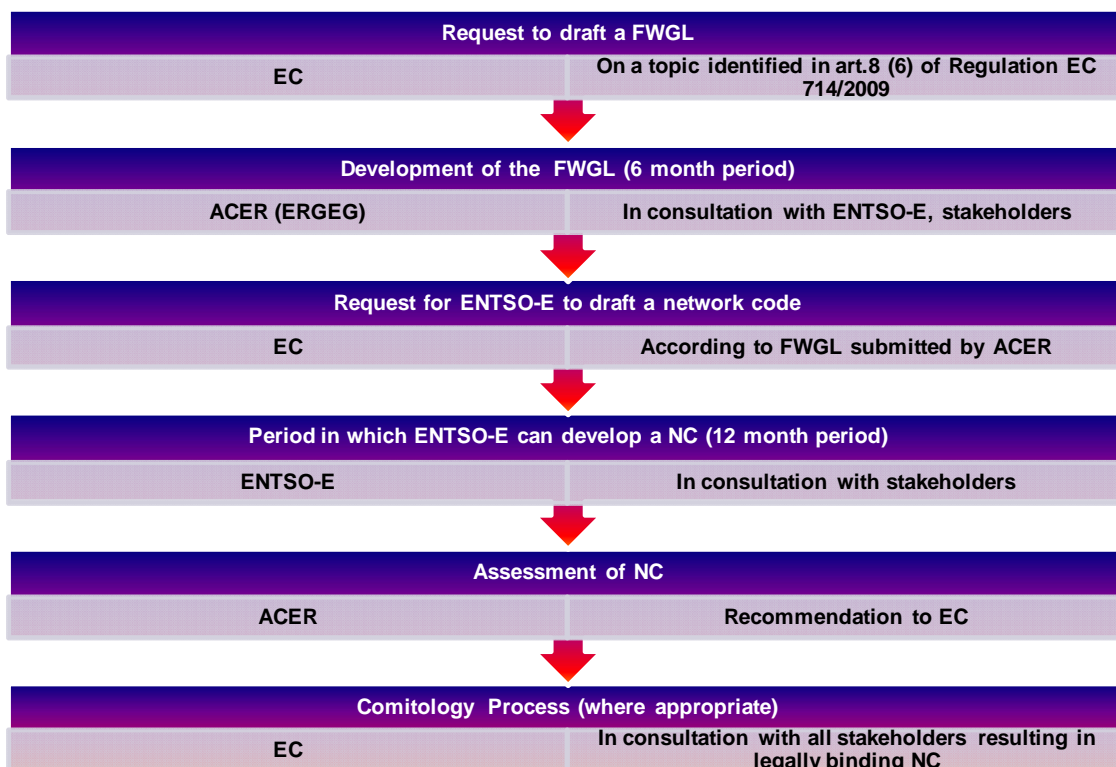 Request to draft a FWGL
EC
On a topic identified in art.8 (6) of Regulation EC
714/2009
Development of the FWGL (6 month period)
ACER (ERGEG)
In consultation with ENTSO-E, stakeholders
Request for ENTSO-E to draft a network code
EC
According to FWGL submitted by ACER
Period in which ENTSO-E can develop a NC (12 month period)
ENTSO-E
In consultation with stakeholders
Assessment of NC
ACER
Recommendation to EC
Comitology Process (where appropriate)
EC
In consultation with all stakeholders resulting in
legally binding NC